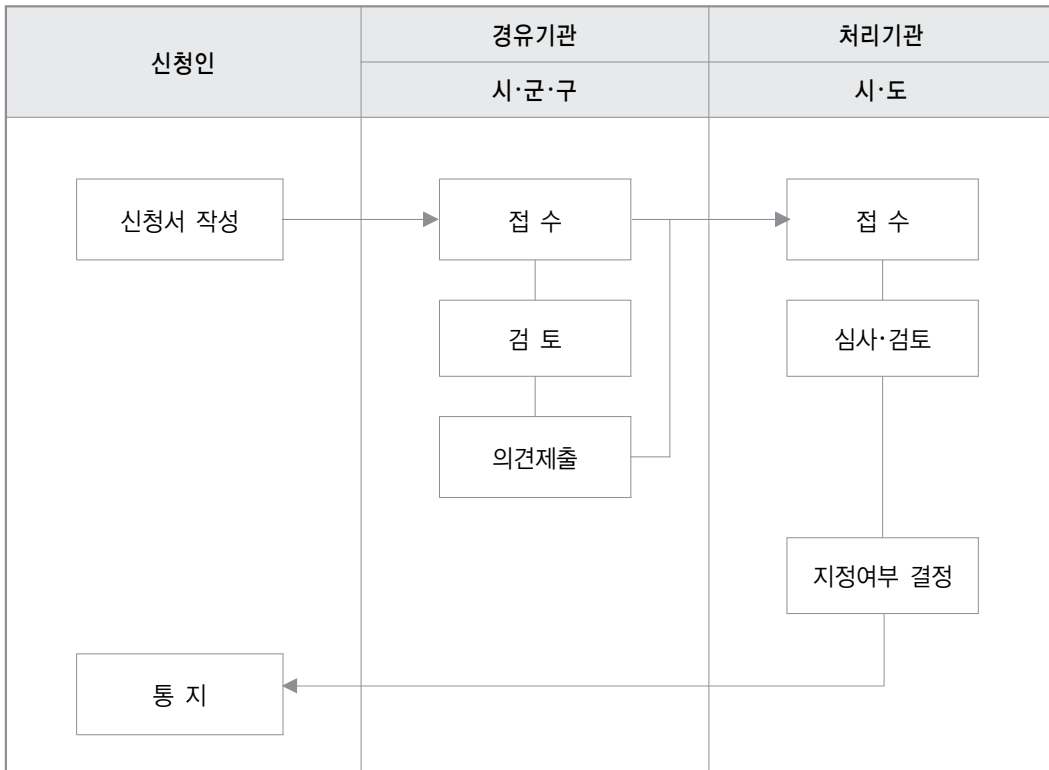 신청인
경유기관
처리기관
시·군·구
시·도
신청서 작성
접 수
접 수
검 토
심사·검토
의견제출
지정여부 결정
통 지